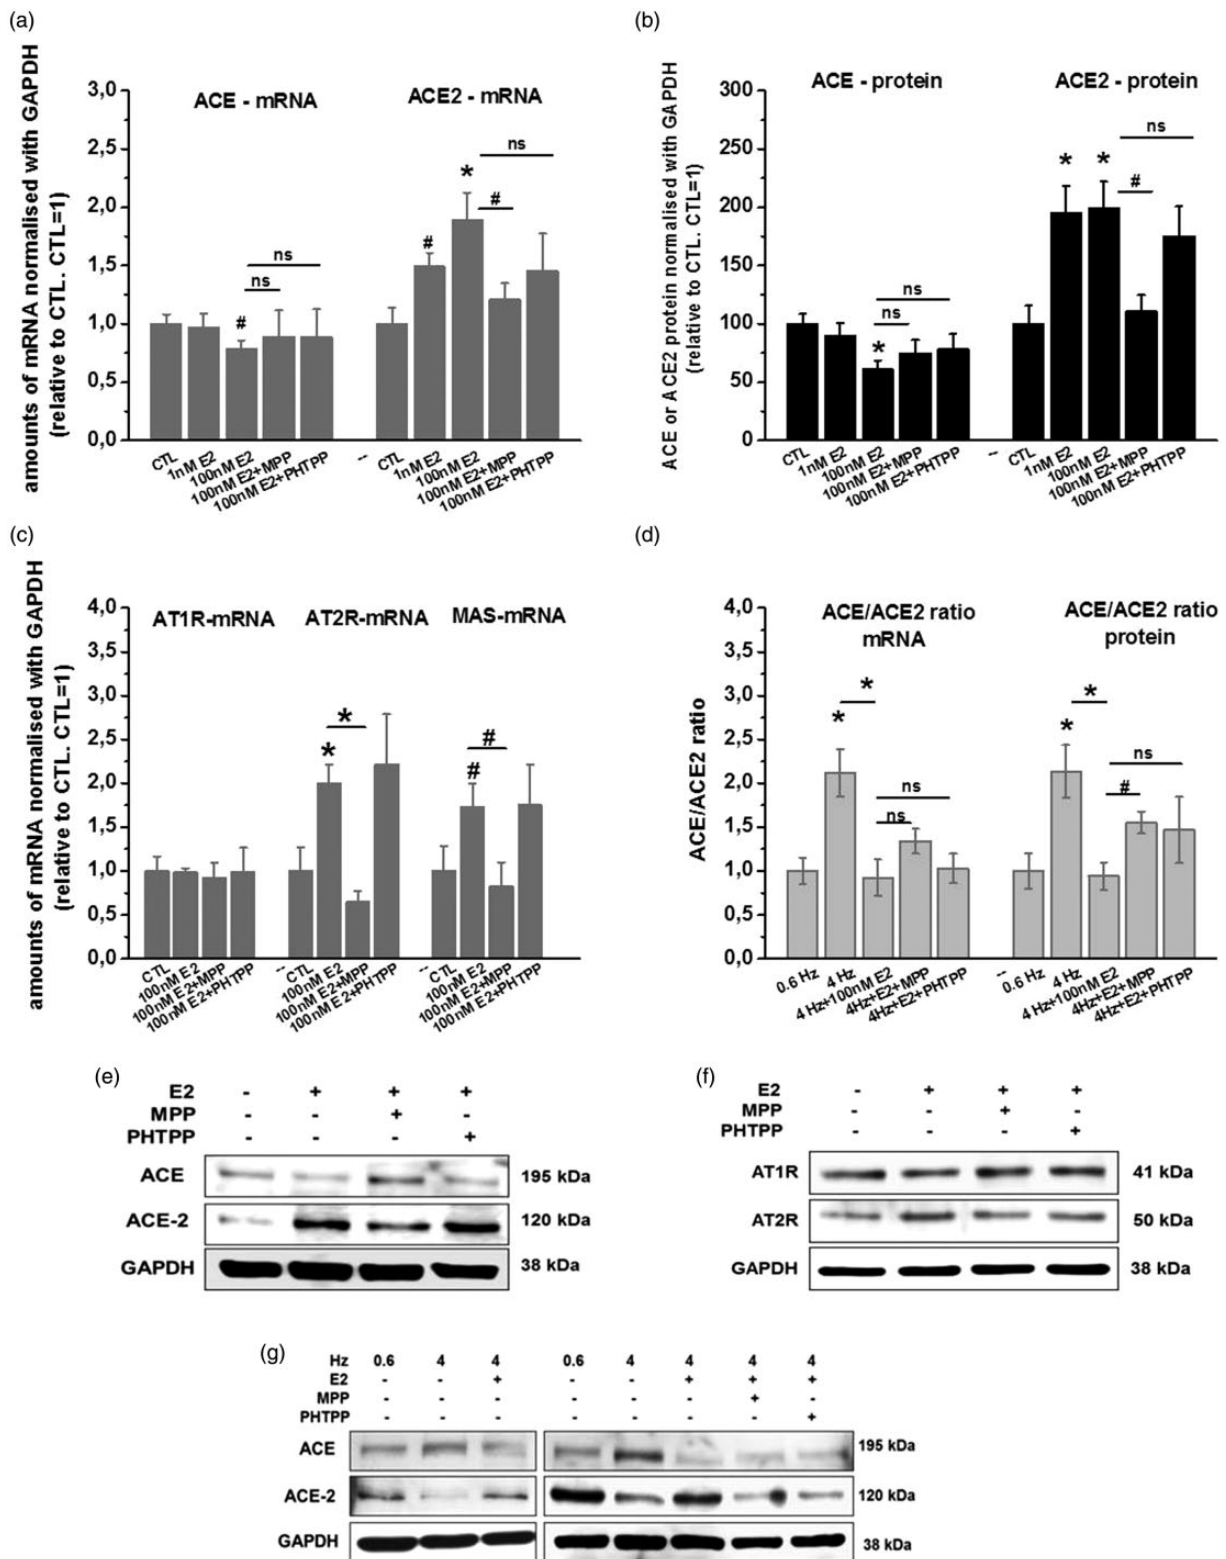 (a)
amounts of mRNA normalised with GAPDH
(relative to CTL. CTL=1)
ACE - mRNA
ACE2 - mRNA
3,0
2,5
2,0
1,5
1,0
0,5
0,0
#
ns
ns
#
*
#
ns
CTL
1nM E2
100nM E2
100nM E2+MPP
100nM E2+PHTPP
--
CTL
1nM E2
100nM E2
100nM E2+MPP
100nM E2+PHTPP
(b)
ACE or ACE2 protein normalised with GAPDH
(relative to CTL. CTL=1)
ACE - protein
ACE2 - protein
300
250
200
150
100
50
0
*
ns
ns
*
*
#
ns
CTL
1nM E2
100nM E2
100nM E2+MPP
100nM E2+PHTPP
--
CTL
1nM E2
100nM E2
100nM E2+MPP
100nM E2+PHTPP
(c)
amounts of mRNA normalised with GAPDH
(relative to CTL. CTL=1)
AT1R-mRNA
AT2R-mRNA
MAS-mRNA
4,0
3,5
3,0
2,5
2,0
1,5
1,0
0,5
0,0
*
*
#
#
CTL
100nM E2
100nM E2+MPP
100nM E2+PHTPP
--
CTL
100nM E2
100nM E2+MPP
100nM E2+PHTPP
--
CTL
100nM E2
100nM E2+MPP
100nM E2+PHTPP
(d)
ACE/ACE2 ratio
ACE/ACE2 ratio
mRNA
ACE/ACE2 ratio
protein
4,0
3,5
3,0
2,5
2,0
1,5
1,0
0,5
0,0
*
*
ns
ns
*
*
#
ns
0.6 Hz
4 Hz
4 Hz+100nM E2
4Hz+E2+MPP
4Hz+E2+PHTPP
--
0.6 Hz
4 Hz
4 Hz+100nM E2
4Hz+E2+MPP
4Hz+E2+PHTPP
(e)
E2 - + + +
MPP - - + -
PHTPP - - - +
ACE 195 kDa
ACE-2 120 kDa
GAPDH 38 kDa
(f)
E2 - + + +
MPP - - + -
PHTPP - - - +
AT1R 41 kDa
AT2R 50 kDa
GAPDH 38 kDa
(g)
Hz 0.6 4 4 0.6 4 4 4 4
E2 - - + - - + + +
MPP - - - - - - + -
PHTPP - - - - - - - +
ACE 195 kDa
ACE-2 120 kDa
GAPDH 38 kDa